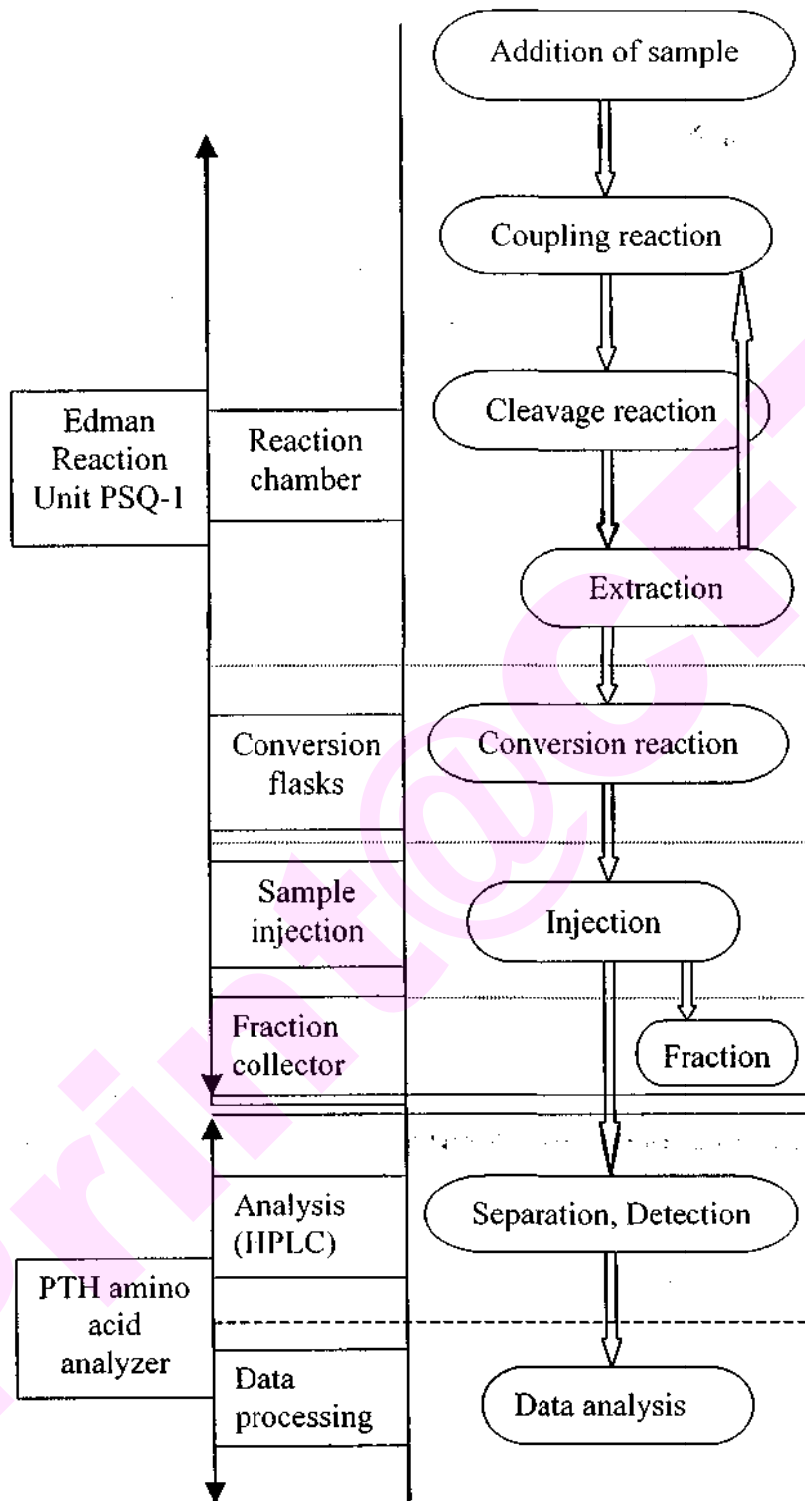 Addition of sample
Coupling reaction
Cleavage reaction
Edman
Reaction
Unit PSQ-1
Reaction
chamber
Extraction
Conversion
flasks
Conversion reaction
Sample
injection
Injection
Fraction
collector
Fraction
Analysis
(HPLC)
Separation, Detection
PTH amino
acid
analyzer
Data
processing
Data analysis